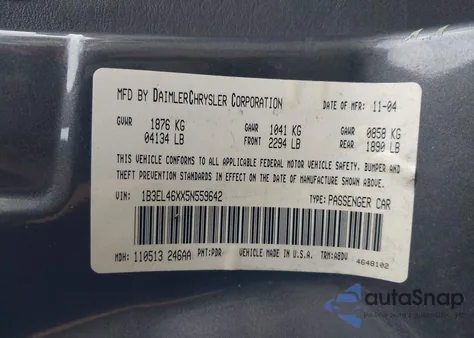 MFD BY DAIMLERCHRYSLER CORPORATION DATE OF MFR: 11-04
GVWR 1876 KG GAWR 1041 KG GAWR 0858 KG
04134 LB FRONT 2294 LB REAR 1890 LB
THIS VEHICLE CONFORMS TO ALL APPLICABLE FEDERAL MOTOR VEHICLE SAFETY, BUMPER AND
THEFT PREVENTION STANDARDS IN EFFECT ON THE DATE OF MANUFACTURE SHOWN ABOVE.
VIN: 1B3EL46XX5N559642 TYPE: PASSENGER CAR
MDH: 110513 246AA PNT: PDR VEHICLE MADE IN U.S.A. TRM: A8DV 4648102
autoSnap